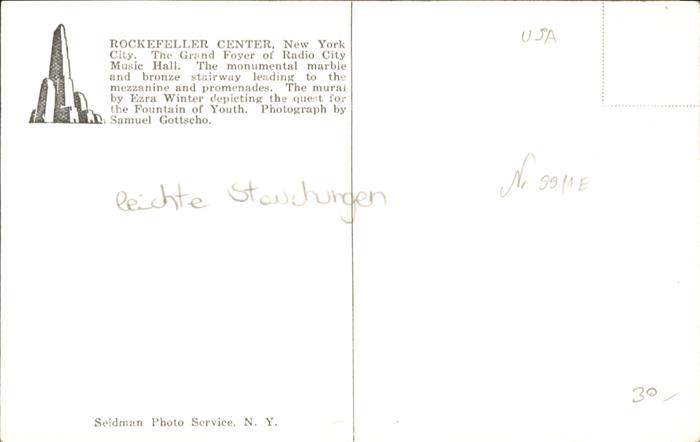 ROCKEFELLER CENTER, New York
City. The Grand Foyer of Radio City
Music Hall. The monumental marble
and bronze stairway leading to the
mezzanine and promenades. The mural
by Ezra Winter depicting the quest for
the Fountain of Youth. Photograph by
Samuel Gottscho.
USA
leichte Stauchungen
30,-
Seidman Photo Service, N. Y.